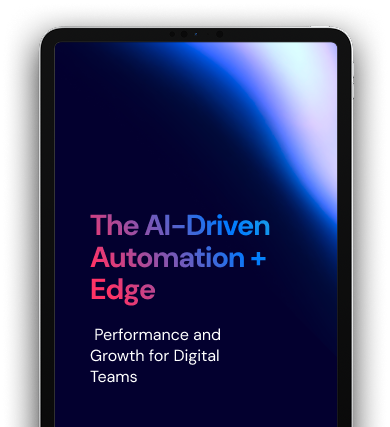 The AI-Driven
Automation +
Edge
Performance and
Growth for Digital
Teams